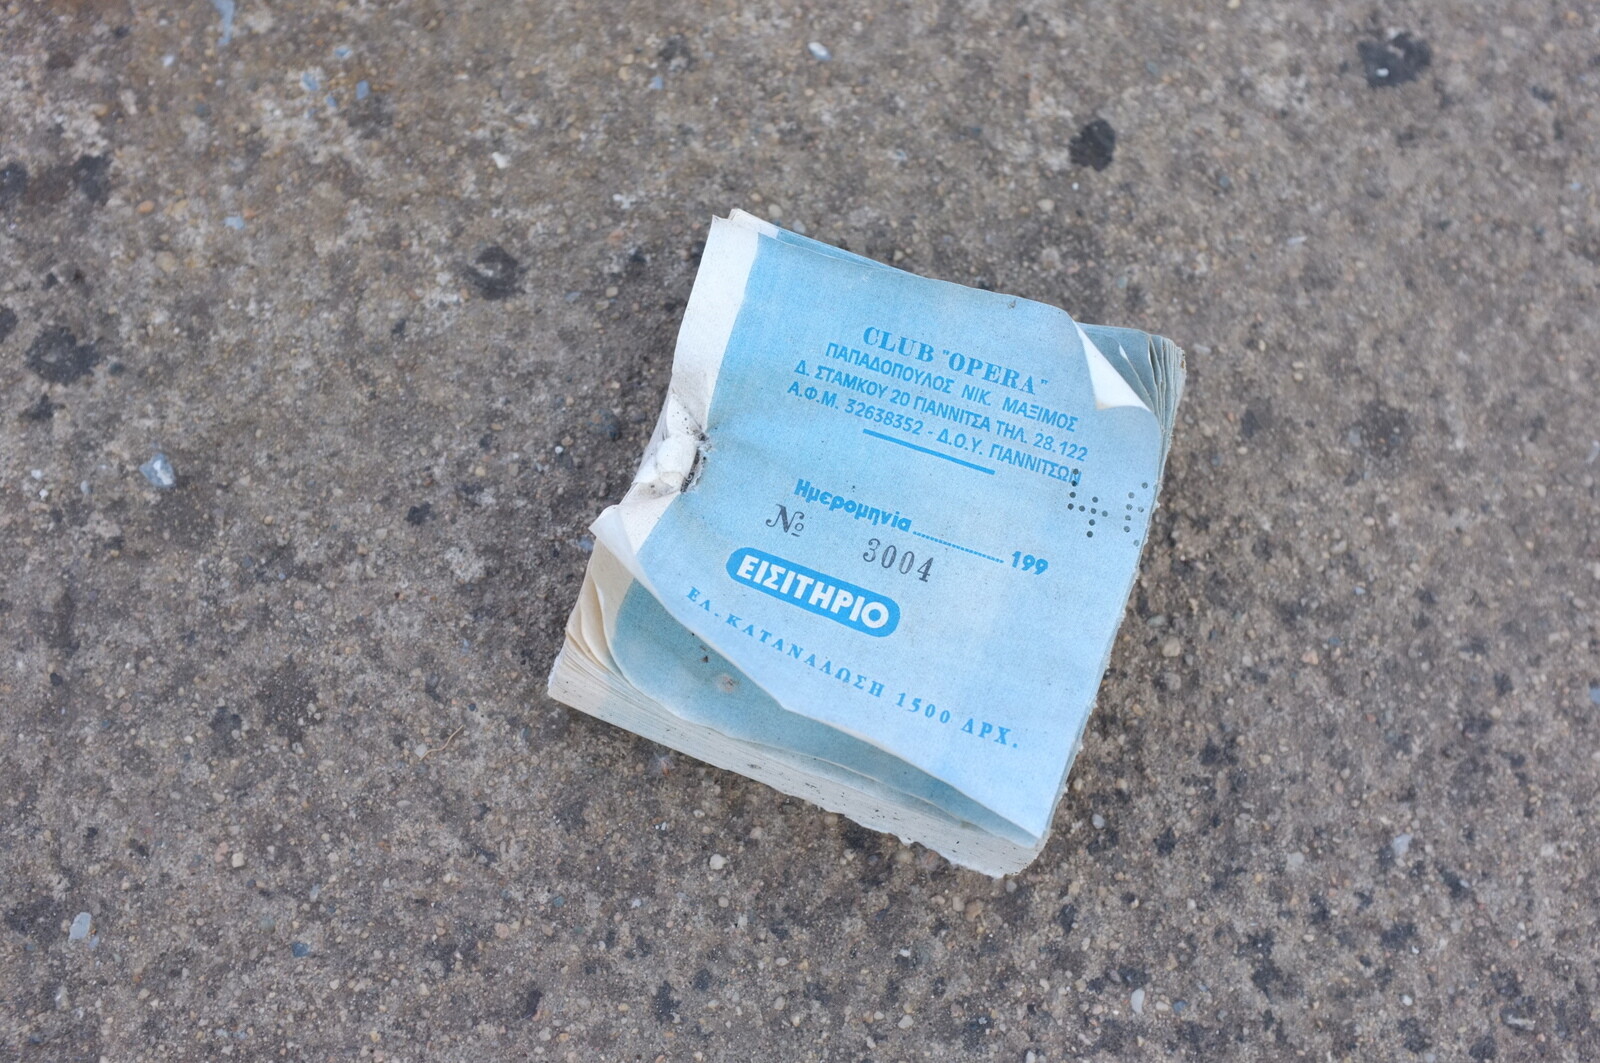 CLUB "OPERA"
ΠΑΠΑΔΟΠΟΥΛΟΣ ΝΙΚ. ΜΑΞΙΜΟΣ
Δ. ΣΤΑΜΚΟΥ 20 ΓΙΑΝΝΙΤΣΑ ΤΗΛ. 28.122
Α.Φ.Μ. 32638352 - Δ.Ο.Υ. ΓΙΑΝΝΙΤΣΩΝ
Ημερομηνία ........................ 199
№ 3004
ΕΙΣΙΤΗΡΙΟ
ΕΛ.-ΚΑΤΑΝΑΛΩΣΗ 1500 ΔΡΧ.